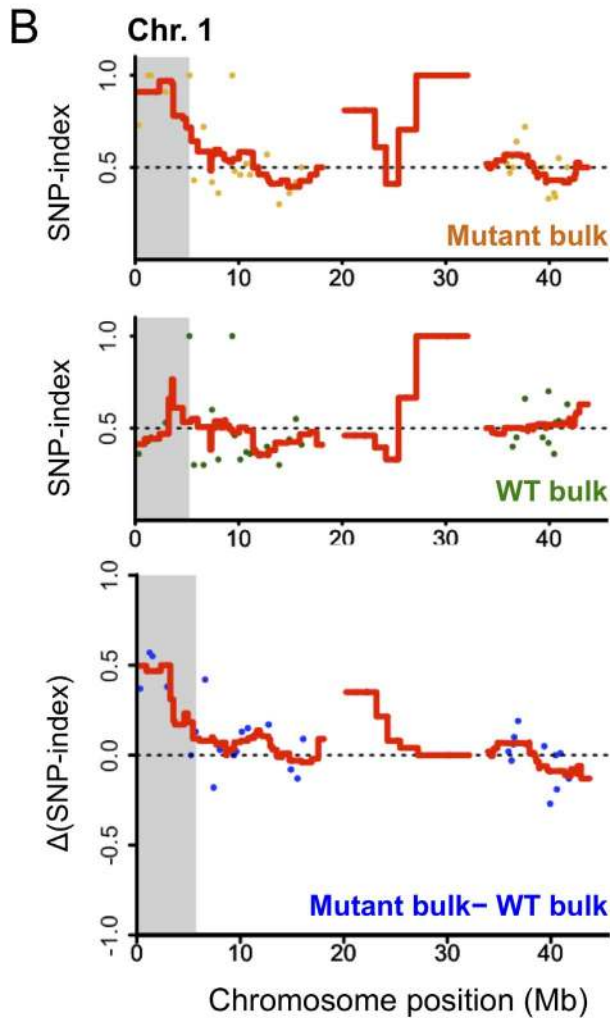 B
Chr. 1
SNP-index
1.0
0.5
Mutant bulk
0 10 20 30 40
SNP-index
1.0
0.5
WT bulk
0 10 20 30 40
Δ(SNP-index)
1.0
0.5
0.0
-0.5
-1.0
Mutant bulk− WT bulk
0 10 20 30 40
Chromosome position (Mb)